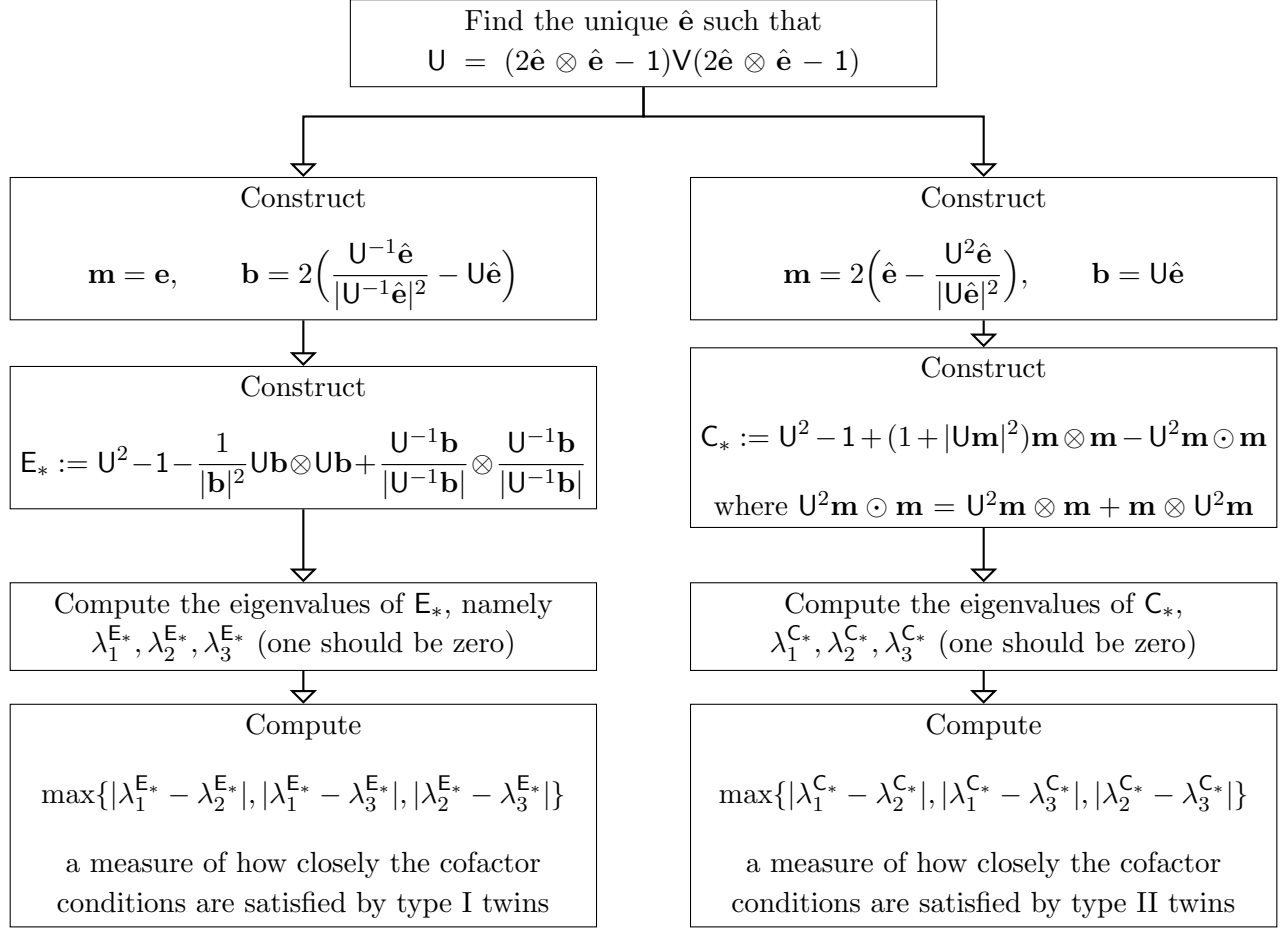 Find the unique ê such that
U = (2ê ⊗ ê − 1)V(2ê ⊗ ê − 1)
Construct
m = e, b = 2(U⁻¹ê / |U⁻¹ê|² − Uê)
Construct
E∗ := U² − 1 − 1/|b|² Ub ⊗ Ub + U⁻¹b/|U⁻¹b| ⊗ U⁻¹b/|U⁻¹b|
Compute the eigenvalues of E∗, namely
λ₁^E∗, λ₂^E∗, λ₃^E∗ (one should be zero)
Compute
max{|λ₁^E∗ − λ₂^E∗|, |λ₁^E∗ − λ₃^E∗|, |λ₂^E∗ − λ₃^E∗|}
a measure of how closely the cofactor
conditions are satisfied by type I twins
Construct
m = 2(ê − U²ê / |Uê|²), b = Uê
Construct
C∗ := U² − 1 + (1 + |Um|²)m ⊗ m − U²m ⊙ m
where U²m ⊙ m = U²m ⊗ m + m ⊗ U²m
Compute the eigenvalues of C∗,
λ₁^C∗, λ₂^C∗, λ₃^C∗ (one should be zero)
Compute
max{|λ₁^C∗ − λ₂^C∗|, |λ₁^C∗ − λ₃^C∗|, |λ₂^C∗ − λ₃^C∗|}
a measure of how closely the cofactor
conditions are satisfied by type II twins